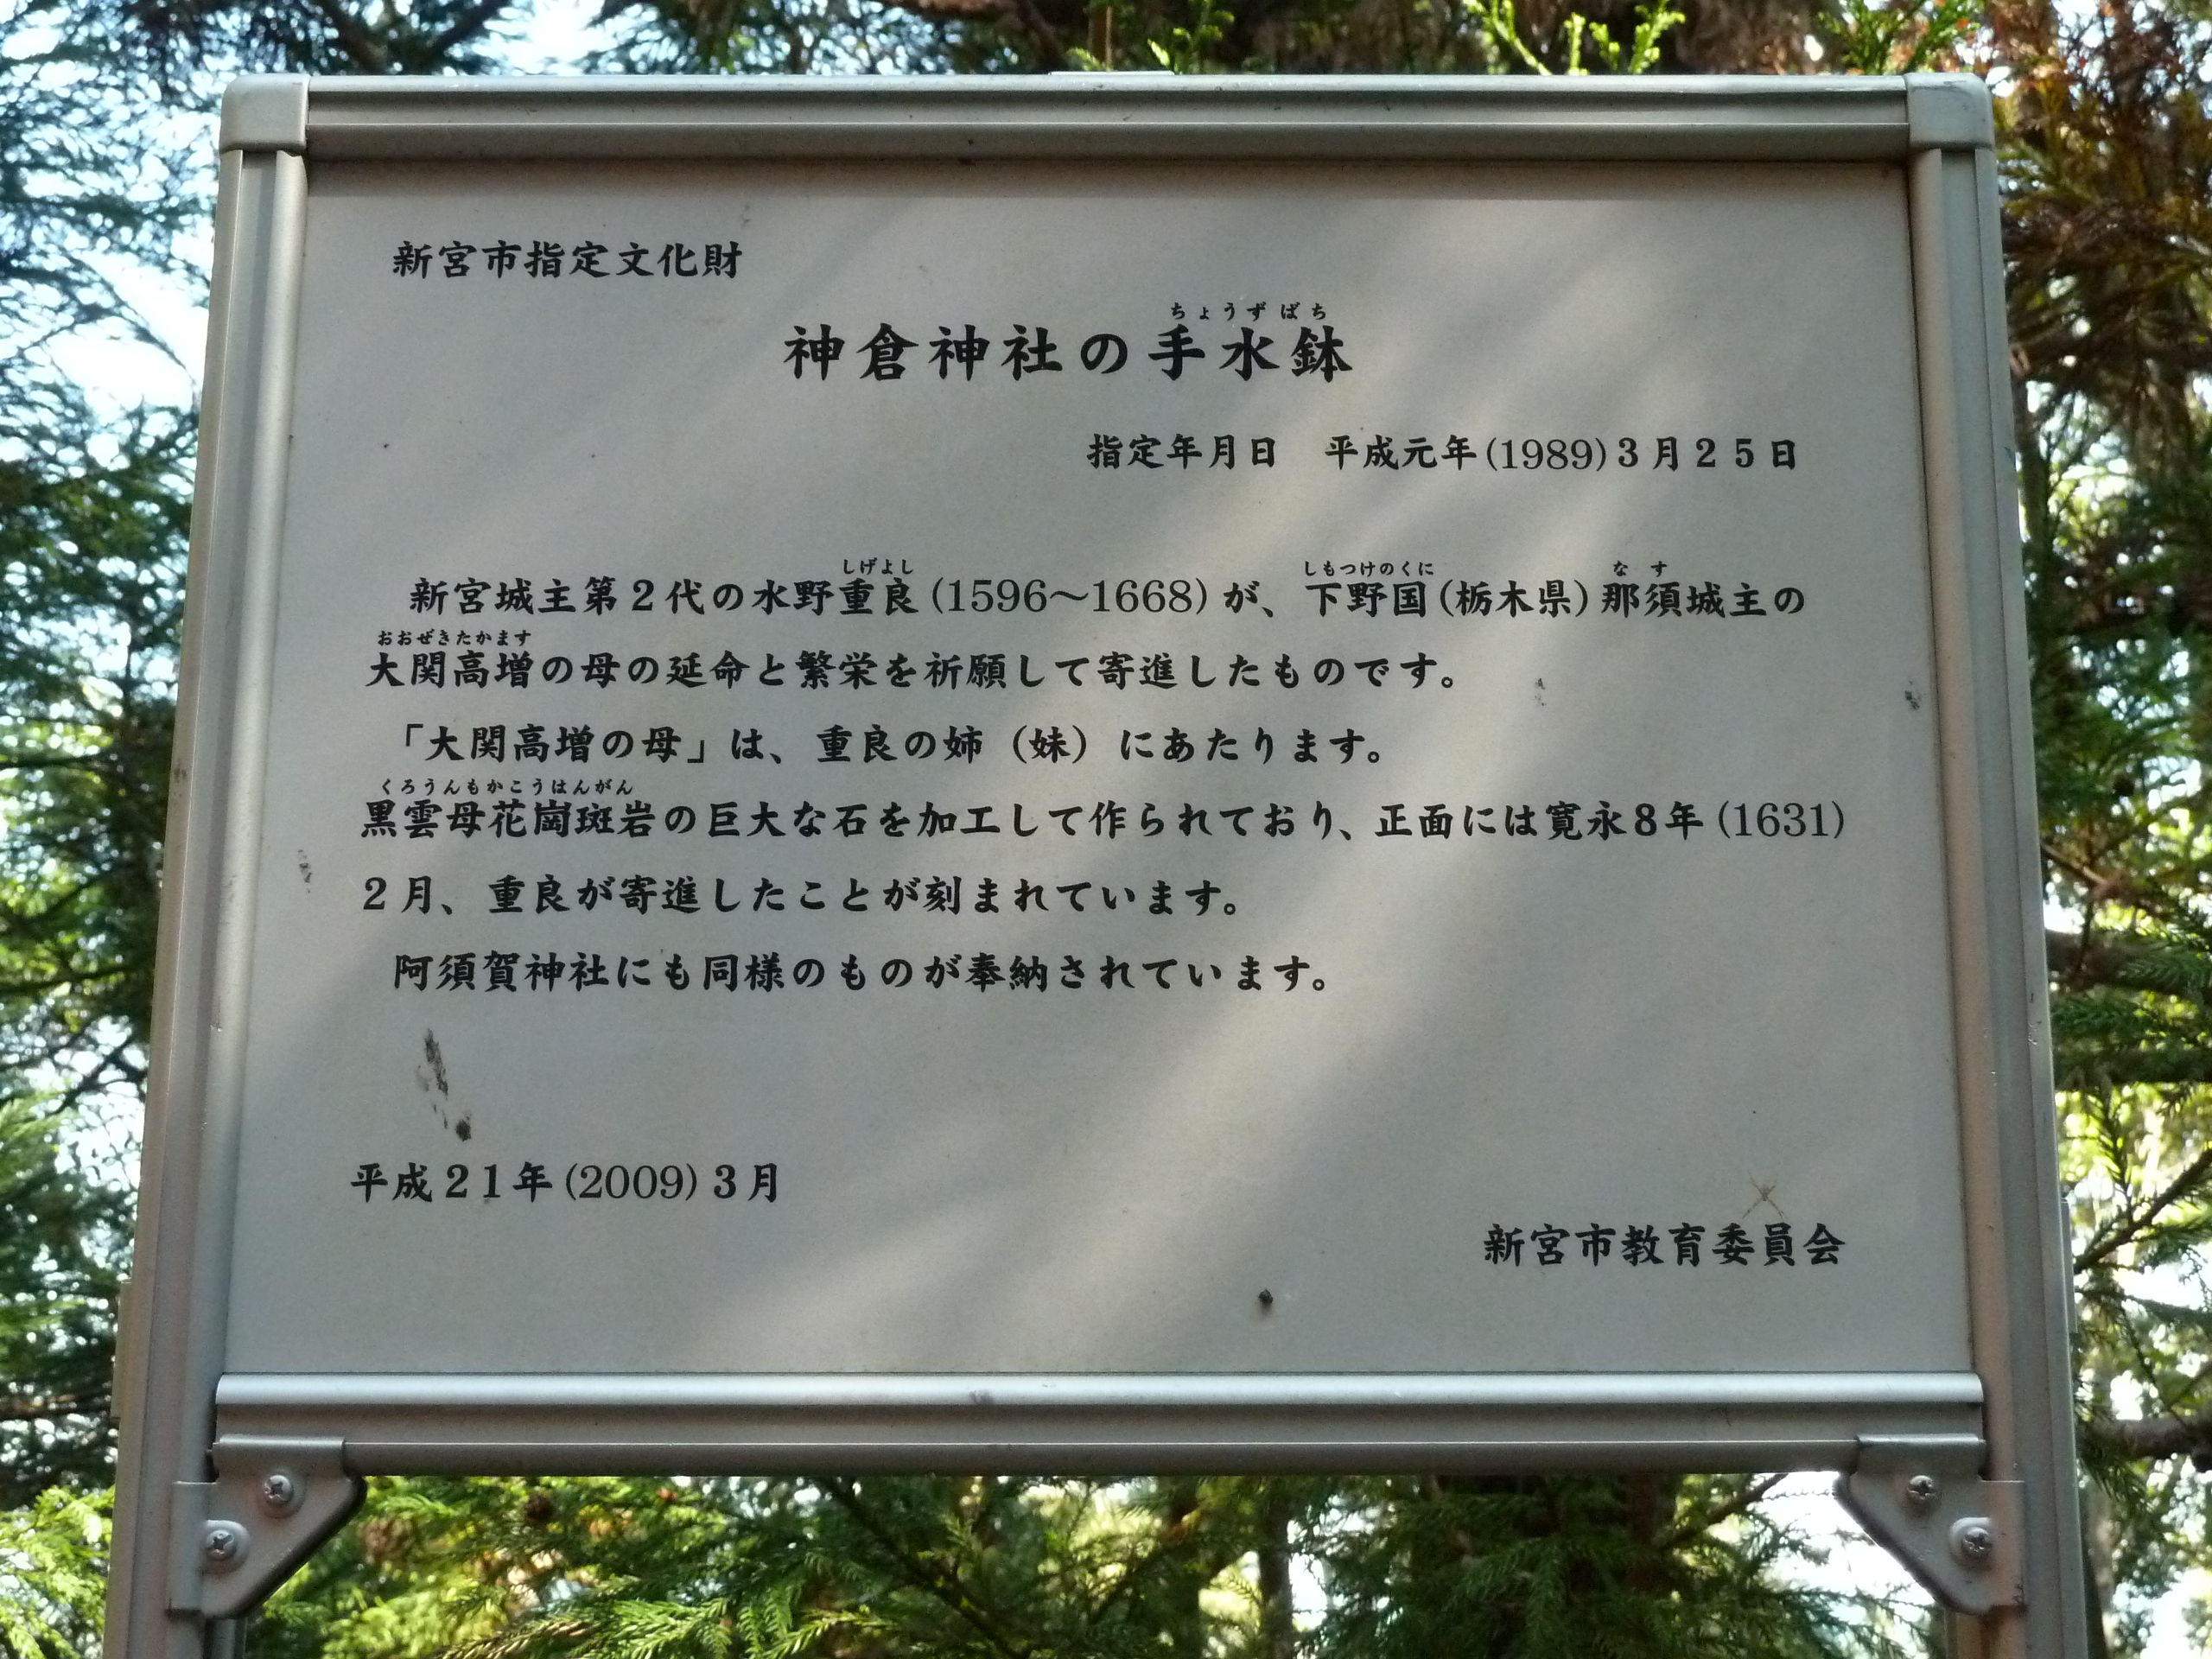 新宮市指定文化財
ちょうずばち
神倉神社の手水鉢
指定年月日　平成元年(1989)３月２５日
しげよし　しもつけのくに　なす
新宮城主第２代の水野重良(1596〜1668)が、下野国(栃木県)那須城主の
おおぜきたかます
大関高増の母の延命と繁栄を祈願して寄進したものです。
「大関高増の母」は、重良の姉（妹）にあたります。
くろうんもかこうはんがん
黒雲母花崗斑岩の巨大な石を加工して作られており、正面には寛永８年(1631)
２月、重良が寄進したことが刻まれています。
阿須賀神社にも同様のものが奉納されています。
平成２１年(2009)３月
新宮市教育委員会